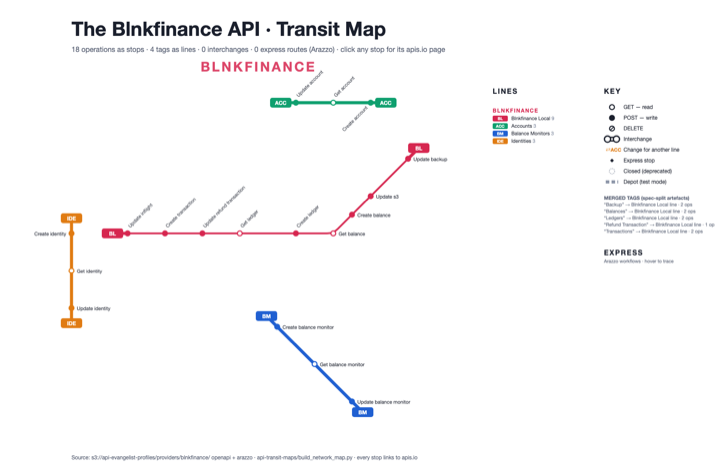 The Blnkfinance API · Transit Map
18 operations as stops · 4 tags as lines · 0 interchanges · 0 express routes (Arazzo) · click any stop for its apis.io page
BLNKFINANCE
Update account
Get account
ACC
ACC
Create account
BL
Update backup
Update s3
Create balance
Get balance
BL
Update inflight
Create transaction
Update refund transaction
Get ledger
Create ledger
IDE
Create identity
Get identity
Update identity
IDE
BM
Create balance monitor
Get balance monitor
Update balance monitor
BM
LINES
BLNKFINANCE
BL Blnkfinance Local 9
ACC Accounts 3
BM Balance Monitors 3
IDE Identities 3
KEY
GET — read
POST — write
DELETE
Interchange
ACC Change for another line
Express stop
Closed (deprecated)
Depot (test mode)
MERGED TAGS (spec-split artefacts)
"Backup" → Blnkfinance Local line · 2 ops
"Balances" → Blnkfinance Local line · 2 ops
"Ledgers" → Blnkfinance Local line · 2 ops
"Refund Transaction" → Blnkfinance Local line · 1 op
"Transactions" → Blnkfinance Local line · 2 ops
EXPRESS
Arazzo workflows · hover to trace
Source: s3://api-evangelist-profiles/providers/blnkfinance/ openapi + arazzo · api-transit-maps/build_network_map.py · every stop links to apis.io